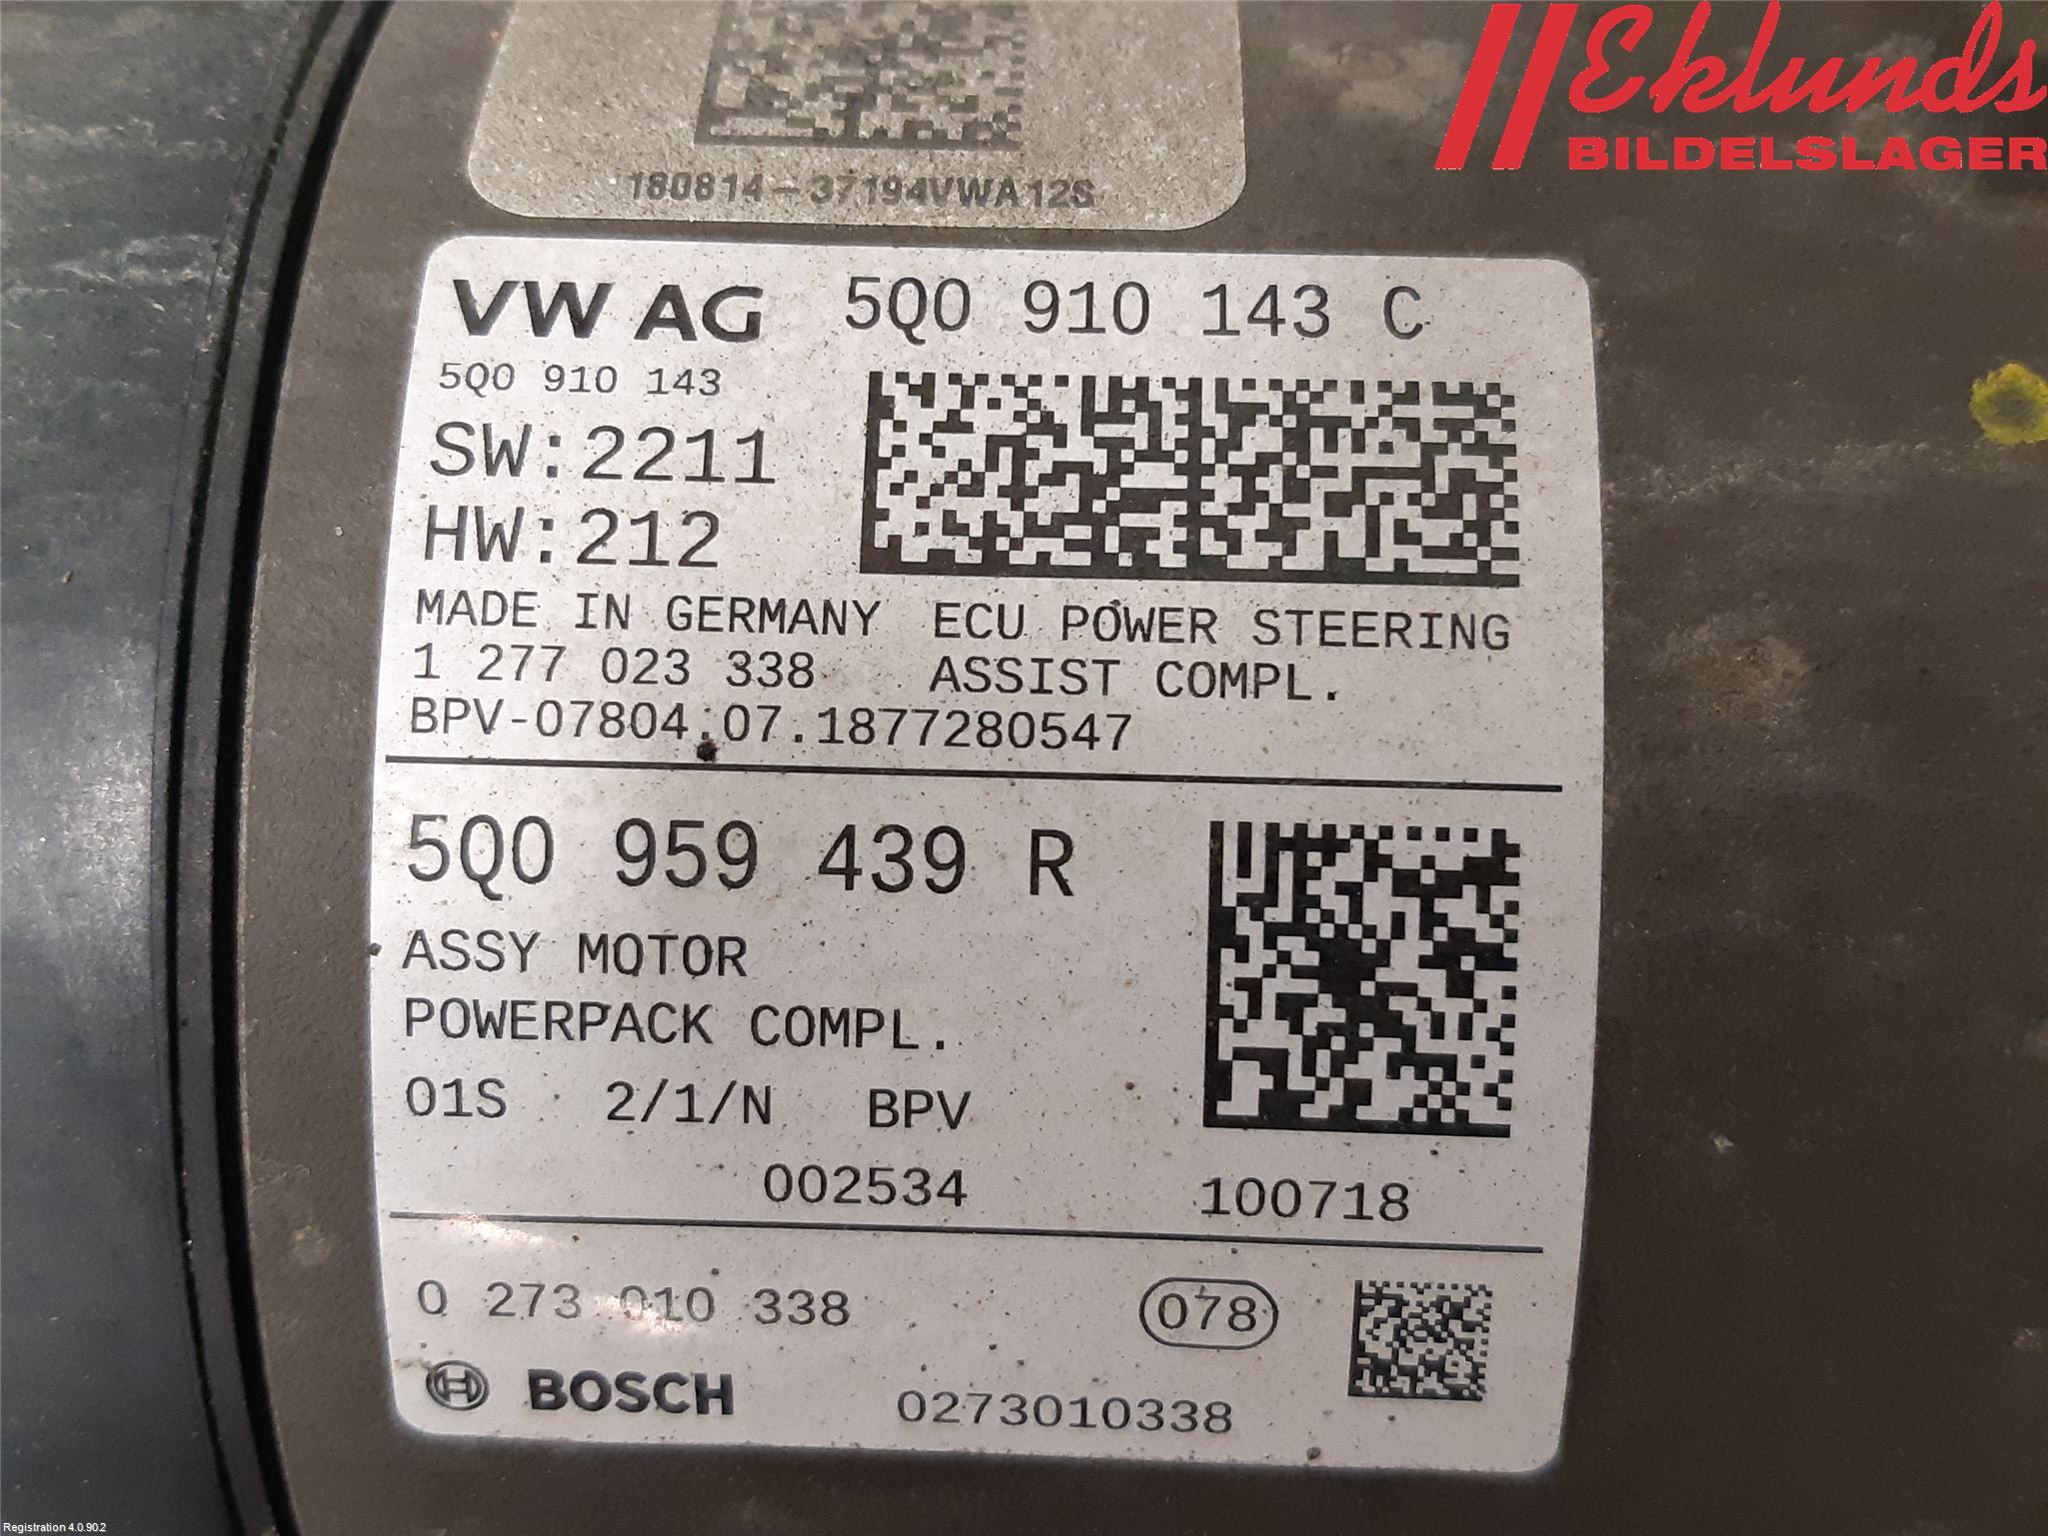 Eklunds
BILDELSLAGER
180814-37194VWA12S
VW AG 5Q0 910 143 C
5Q0 910 143
SW:2211
HW:212
MADE IN GERMANY ECU POWER STEERING
1 277 023 338 ASSIST COMPL.
BPV-07804.07.1877280547
5Q0 959 439 R
ASSY MOTOR
POWERPACK COMPL.
01S 2/1/N BPV
002534 100718
0 273 010 338 078
BOSCH 0273010338
Registration 4.0.90.2